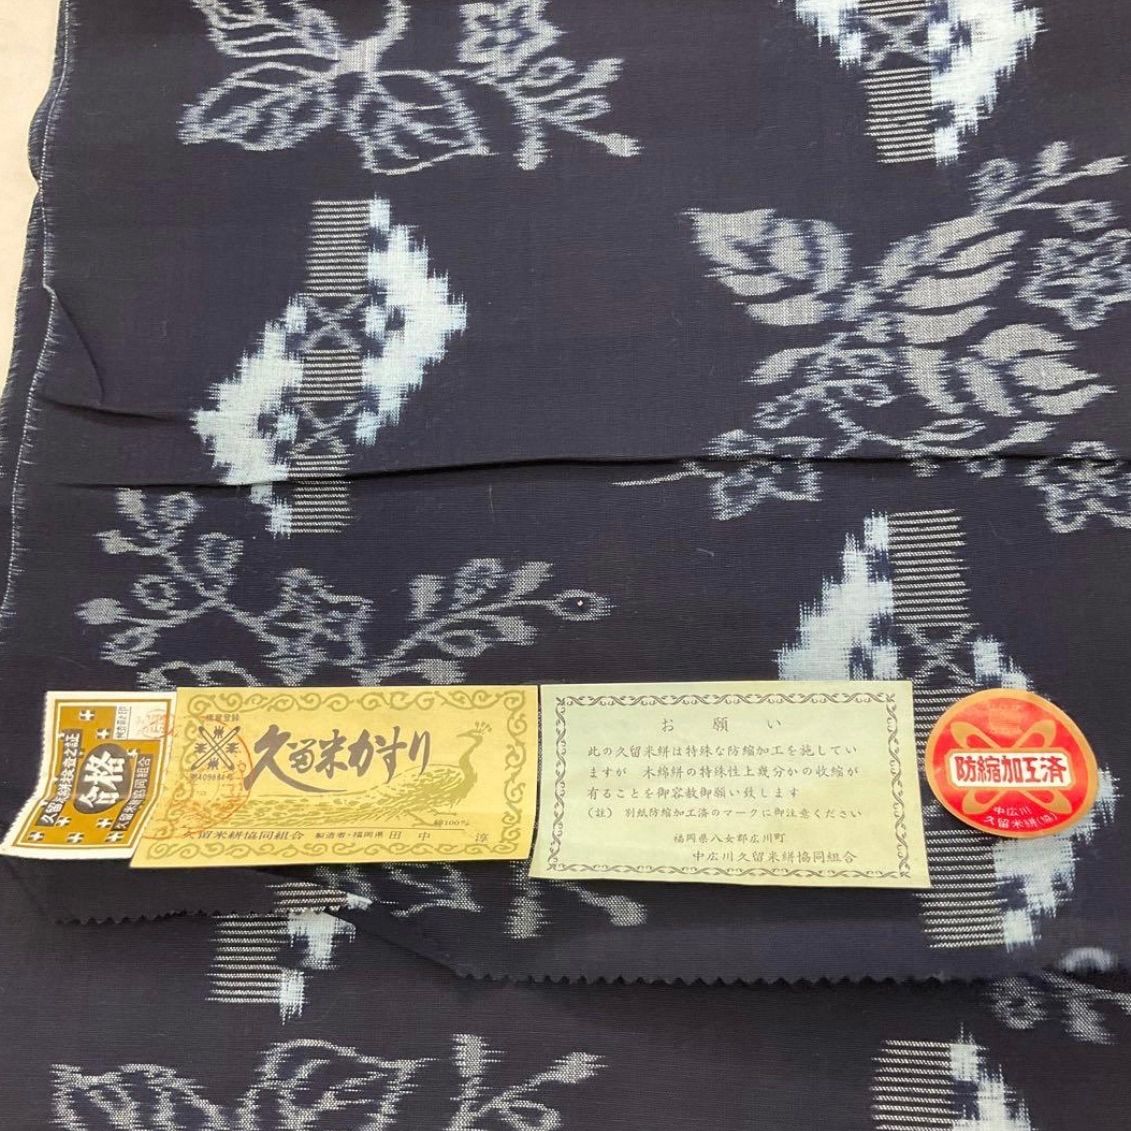 久留米絣検査証
合格
久留米絣協同組合
商標登録
久留米かすり
綿100%
久留米絣協同組合 製造者・福岡県 田中 淳
お願い
此の久留米絣は特殊な防縮加工を施してい
ますが 木綿絣の特殊性上幾分かの収縮が
有ることを御容赦御願い致します
(註) 別紙防縮加工済のマークに御注意ください
福岡県八女郡広川町
中広川久留米絣協同組合
防縮加工済
中広川
久留米絣(協)